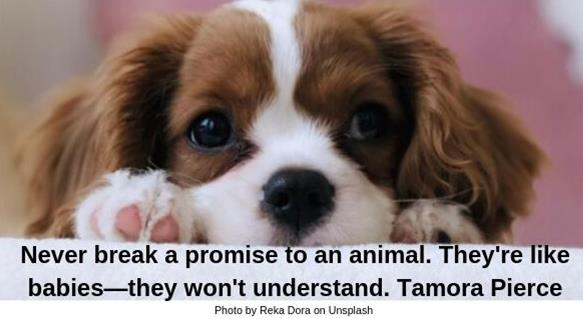 Never break a promise to an animal. They're like
babies—they won't understand. Tamora Pierce
Photo by Reka Dora on Unsplash